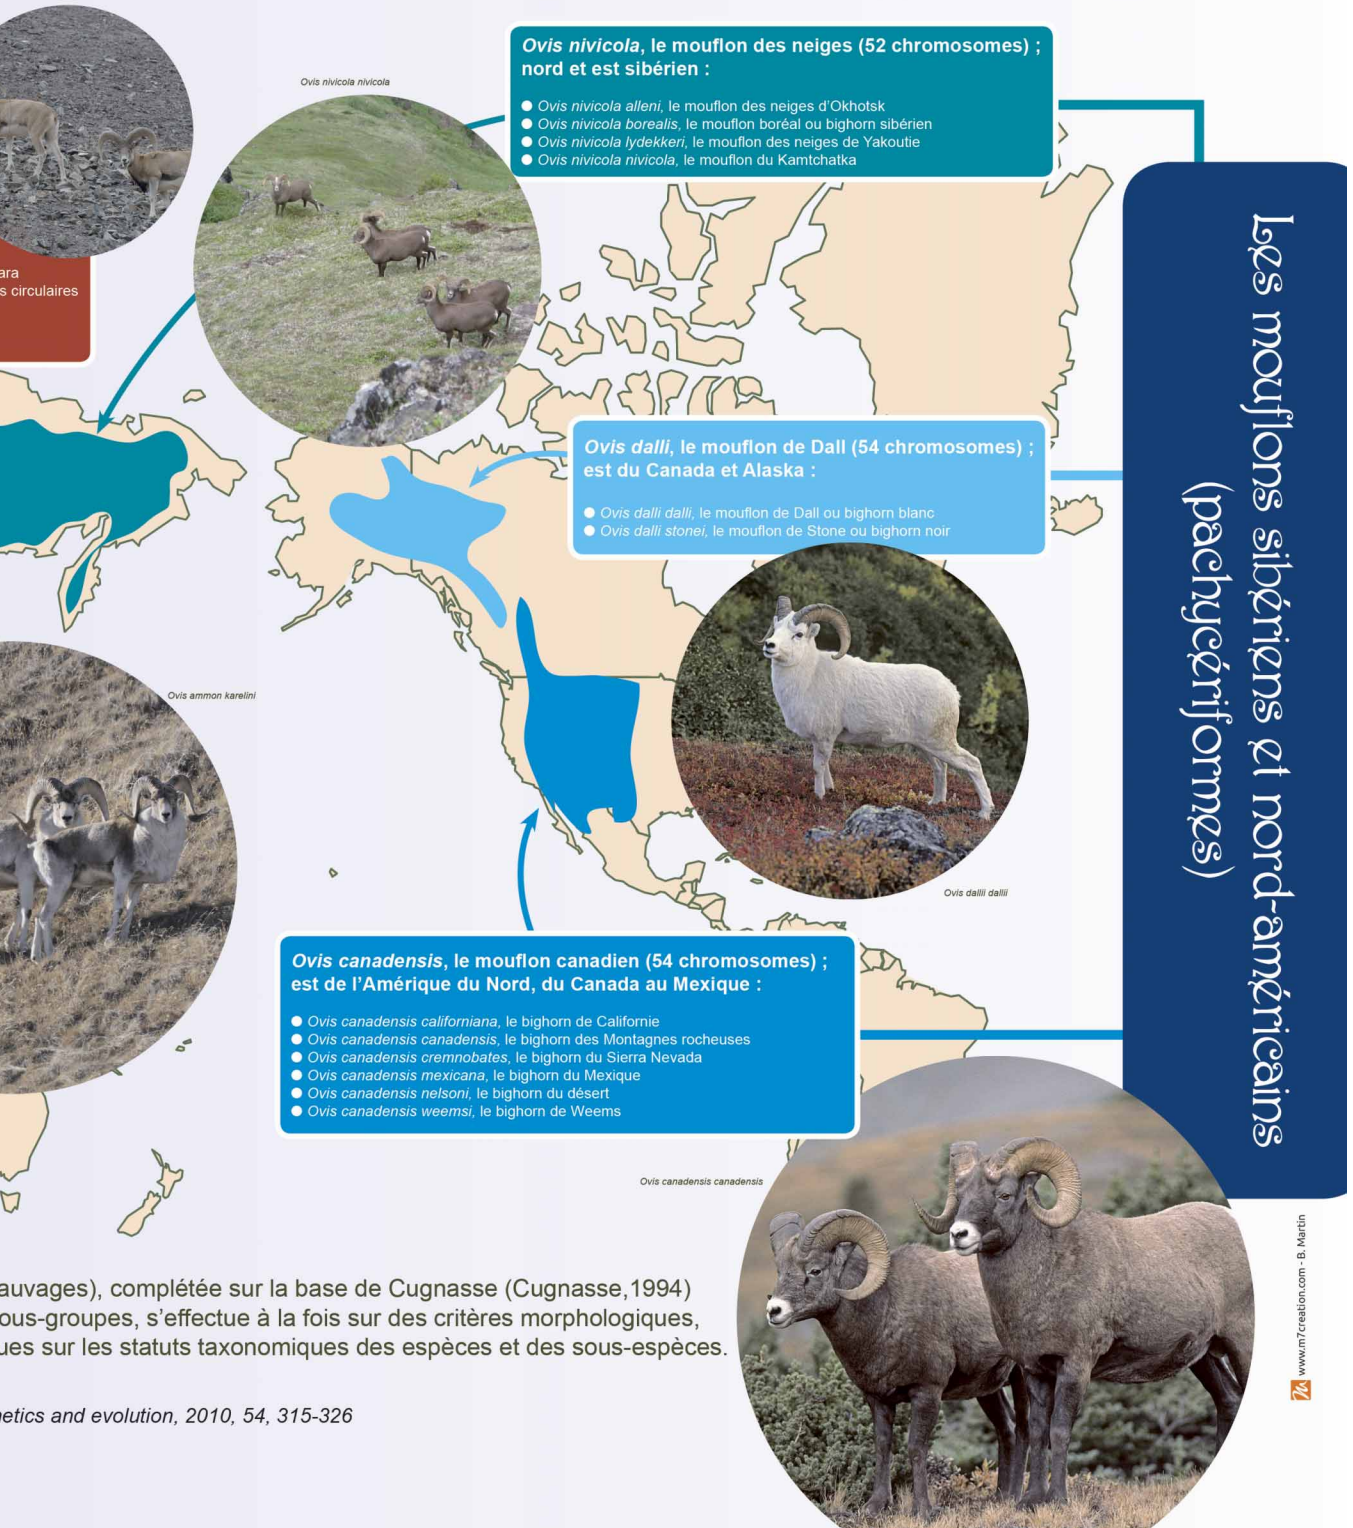 Ovis nivicola, le mouflon des neiges (52 chromosomes) ;
nord et est sibérien :
● Ovis nivicola alleni, le mouflon des neiges d'Okhotsk
● Ovis nivicola borealis, le mouflon boréal ou bighorn sibérien
● Ovis nivicola lydekkeri, le mouflon des neiges de Yakoutie
● Ovis nivicola nivicola, le mouflon du Kamtchatka
Ovis nivicola nivicola
ara
s circulaires
Les mouflons sibériens et nord-américains
(pachycériformes)
Ovis dalli, le mouflon de Dall (54 chromosomes) ;
est du Canada et Alaska :
● Ovis dalli dalli, le mouflon de Dall ou bighorn blanc
● Ovis dalli stonei, le mouflon de Stone ou bighorn noir
Ovis ammon karelini
Ovis dallii dallii
Ovis canadensis, le mouflon canadien (54 chromosomes) ;
est de l'Amérique du Nord, du Canada au Mexique :
● Ovis canadensis californiana, le bighorn de Californie
● Ovis canadensis canadensis, le bighorn des Montagnes rocheuses
● Ovis canadensis cremnobates, le bighorn du Sierra Nevada
● Ovis canadensis mexicana, le bighorn du Mexique
● Ovis canadensis nelsoni, le bighorn du désert
● Ovis canadensis weemsi, le bighorn de Weems
Ovis canadensis canadensis
auvages), complétée sur la base de Cugnasse (Cugnasse,1994)
ous-groupes, s'effectue à la fois sur des critères morphologiques,
ues sur les statuts taxonomiques des espèces et des sous-espèces.
netics and evolution, 2010, 54, 315-326
www.m7creation.com - B. Martin